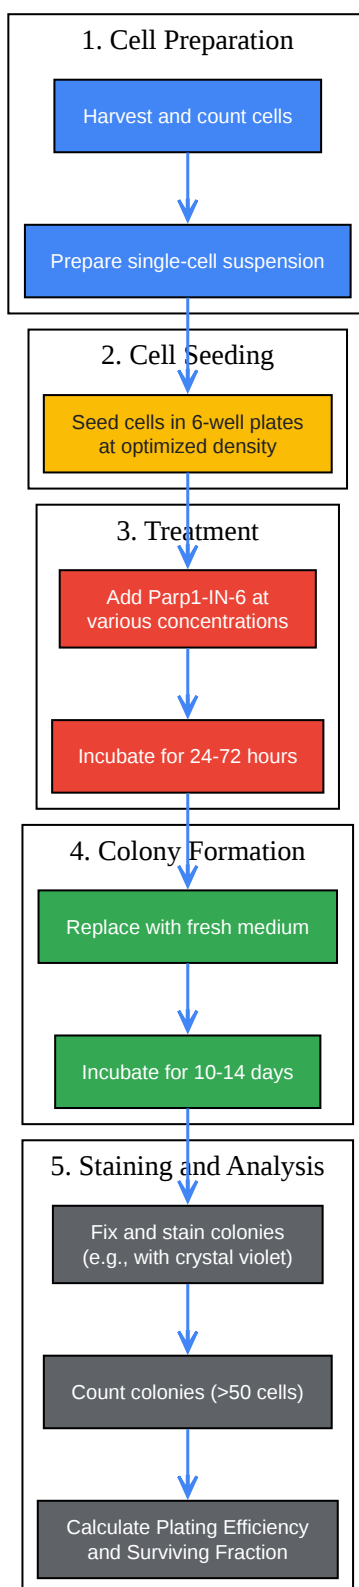 1. Cell Preparation
Harvest and count cells
Prepare single-cell suspension
2. Cell Seeding
Seed cells in 6-well plates
at optimized density
3. Treatment
Add Parp1-IN-6 at
various concentrations
Incubate for 24-72 hours
4. Colony Formation
Replace with fresh medium
Incubate for 10-14 days
5. Staining and Analysis
Fix and stain colonies
(e.g., with crystal violet)
Count colonies (>50 cells)
Calculate Plating Efficiency
and Surviving Fraction